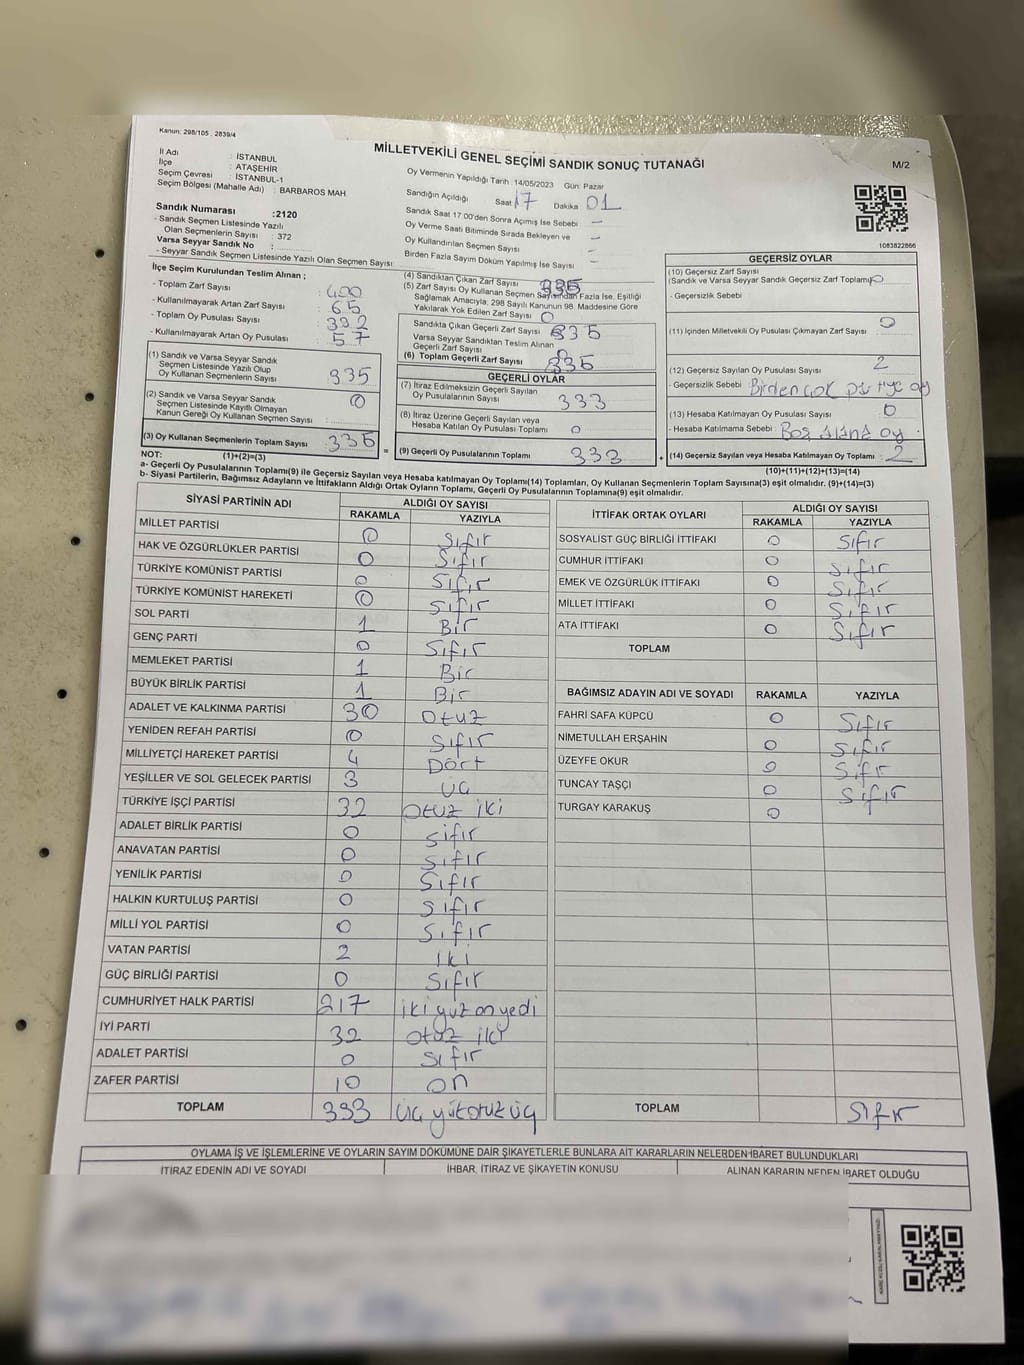 Kanun: 298/105 , 2839/4
MİLLETVEKİLİ GENEL SEÇİMİ SANDIK SONUÇ TUTANAĞI
M/2
İl Adı : İSTANBUL
İlçe : ATAŞEHİR
Seçim Çevresi : İSTANBUL-1
Seçim Bölgesi (Mahalle Adı) : BARBAROS MAH.
Sandık Numarası :2120
- Sandık Seçmen Listesinde Yazılı
Olan Seçmenlerin Sayısı : 372
Varsa Seyyar Sandık No :
- Seyyar Sandık Seçmen Listesinde Yazılı Olan Seçmen Sayısı
Oy Vermenin Yapıldığı Tarih :14/05/2023 Gün: Pazar
Sandığın Açıldığı Saat 17 Dakika 01
Sandık Saat 17.00'den Sonra Açılmış İse Sebebi –
Oy Verme Saati Bitiminde Sırada Bekleyen ve –
Oy Kullandırılan Seçmen Sayısı –
Birden Fazla Sayım Döküm Yapılmış İse Sayısı –
1083822866
İlçe Seçim Kurulundan Teslim Alınan ;
- Toplam Zarf Sayısı : 400
- Kullanılmayarak Artan Zarf Sayısı : 65
- Toplam Oy Pusulası Sayısı : 392
- Kullanılmayarak Artan Oy Pusulası : 57
(1) Sandık ve Varsa Seyyar Sandık
Seçmen Listesinde Yazılı Olup
Oy Kullanan Seçmenlerin Sayısı : 335
(2) Sandık ve Varsa Seyyar Sandık
Seçmen Listesinde Kayıtlı Olmayan
Kanun Gereği Oy Kullanan Seçmen Sayısı : 0
(3) Oy Kullanan Seçmenlerin Toplam Sayısı : 335
(4) Sandıktan Çıkan Zarf Sayısı 335
(5) Zarf Sayısı Oy Kullanan Seçmen Sayısından Fazla İse, Eşitliği
Sağlamak Amacıyla; 298 Sayılı Kanunun 98. Maddesine Göre
Yakılarak Yok Edilen Zarf Sayısı : 0
Sandıkta Çıkan Geçerli Zarf Sayısı : 335
Varsa Seyyar Sandıktan Teslim Alınan
Geçerli Zarf Sayısı : 0
(6) Toplam Geçerli Zarf Sayısı 335
GEÇERLİ OYLAR
(7) İtiraz Edilmeksizin Geçerli Sayılan
Oy Pusulalarının Sayısı : 333
(8) İtiraz Üzerine Geçerli Sayılan veya
Hesaba Katılan Oy Pusulası Toplamı 0
= (9) Geçerli Oy Pusulalarının Toplamı 333
GEÇERSİZ OYLAR
(10) Geçersiz Zarf Sayısı
(Sandık ve Varsa Seyyar Sandık Geçersiz Zarf Toplamı) 0
- Geçersizlik Sebebi
(11) İçinden Milletvekili Oy Pusulası Çıkmayan Zarf Sayısı : 0
(12) Geçersiz Sayılan Oy Pusulası Sayısı : 2
- Geçersizlik Sebebi Birden çok partiye oy
(13) Hesaba Katılmayan Oy Pusulası Sayısı : 0
- Hesaba Katılmama Sebebi : Boş alana oy
+ (14) Geçersiz Sayılan veya Hesaba Katılmayan Oy Toplamı : 2
NOT: (1)+(2)=(3) (10)+(11)+(12)+(13)=(14)
a- Geçerli Oy Pusulalarının Toplamı(9) ile Geçersiz Sayılan veya Hesaba Katılmayan Oy Toplamı(14) Toplamları, Oy Kullanan Seçmenlerin Toplam Sayısına(3) eşit olmalıdır. (9)+(14)=(3)
b- Siyasi Partilerin, Bağımsız Adayların ve İttifakların Aldığı Ortak Oyların Toplamı, Geçerli Oy Pusulalarının Toplamına(9) eşit olmalıdır.
SİYASİ PARTİNİN ADI ALDIĞI OY SAYISI
RAKAMLA YAZIYLA
MİLLET PARTİSİ 0 Sıfır
HAK VE ÖZGÜRLÜKLER PARTİSİ 0 Sıfır
TÜRKİYE KOMÜNİST PARTİSİ 0 Sıfır
TÜRKİYE KOMÜNİST HAREKETİ 0 Sıfır
SOL PARTİ 1 Bir
GENÇ PARTİ 0 Sıfır
MEMLEKET PARTİSİ 1 Bir
BÜYÜK BİRLİK PARTİSİ 1 Bir
ADALET VE KALKINMA PARTİSİ 30 Otuz
YENİDEN REFAH PARTİSİ 0 Sıfır
MİLLİYETÇİ HAREKET PARTİSİ 4 Dört
YEŞİLLER VE SOL GELECEK PARTİSİ 3 üç
TÜRKİYE İŞÇİ PARTİSİ 32 Otuz iki
ADALET BİRLİK PARTİSİ 0 Sıfır
ANAVATAN PARTİSİ 0 Sıfır
YENİLİK PARTİSİ 0 Sıfır
HALKIN KURTULUŞ PARTİSİ 0 Sıfır
MİLLİ YOL PARTİSİ 0 Sıfır
VATAN PARTİSİ 2 iki
GÜÇ BİRLİĞİ PARTİSİ 0 Sıfır
CUMHURİYET HALK PARTİSİ 217 iki yüz on yedi
İYİ PARTİ 32 otuz iki
ADALET PARTİSİ 0 Sıfır
ZAFER PARTİSİ 10 on
TOPLAM 333 üç yüz otuz üç
İTTİFAK ORTAK OYLARI ALDIĞI OY SAYISI
RAKAMLA YAZIYLA
SOSYALİST GÜÇ BİRLİĞİ İTTİFAKI 0 Sıfır
CUMHUR İTTİFAKI 0 Sıfır
EMEK VE ÖZGÜRLÜK İTTİFAKI 0 Sıfır
MİLLET İTTİFAKI 0 Sıfır
ATA İTTİFAKI 0 Sıfır
TOPLAM
BAĞIMSIZ ADAYIN ADI VE SOYADI RAKAMLA YAZIYLA
FAHRİ SAFA KÜPCÜ 0 Sıfır
NİMETULLAH ERŞAHİN 0 Sıfır
ÜZEYFE OKUR 0 Sıfır
TUNCAY TAŞÇI 0 Sıfır
TURGAY KARAKUŞ 0
TOPLAM Sıfır
OYLAMA İŞ VE İŞLEMLERİNE VE OYLARIN SAYIM DÖKÜMÜNE DAİR ŞİKAYETLERLE BUNLARA AİT KARARLARIN NELERDEN İBARET BULUNDUKLARI
İTİRAZ EDENİN ADI VE SOYADI İHBAR, İTİRAZ VE ŞİKAYETİN KONUSU ALINAN KARARIN NEDEN İBARET OLDUĞU